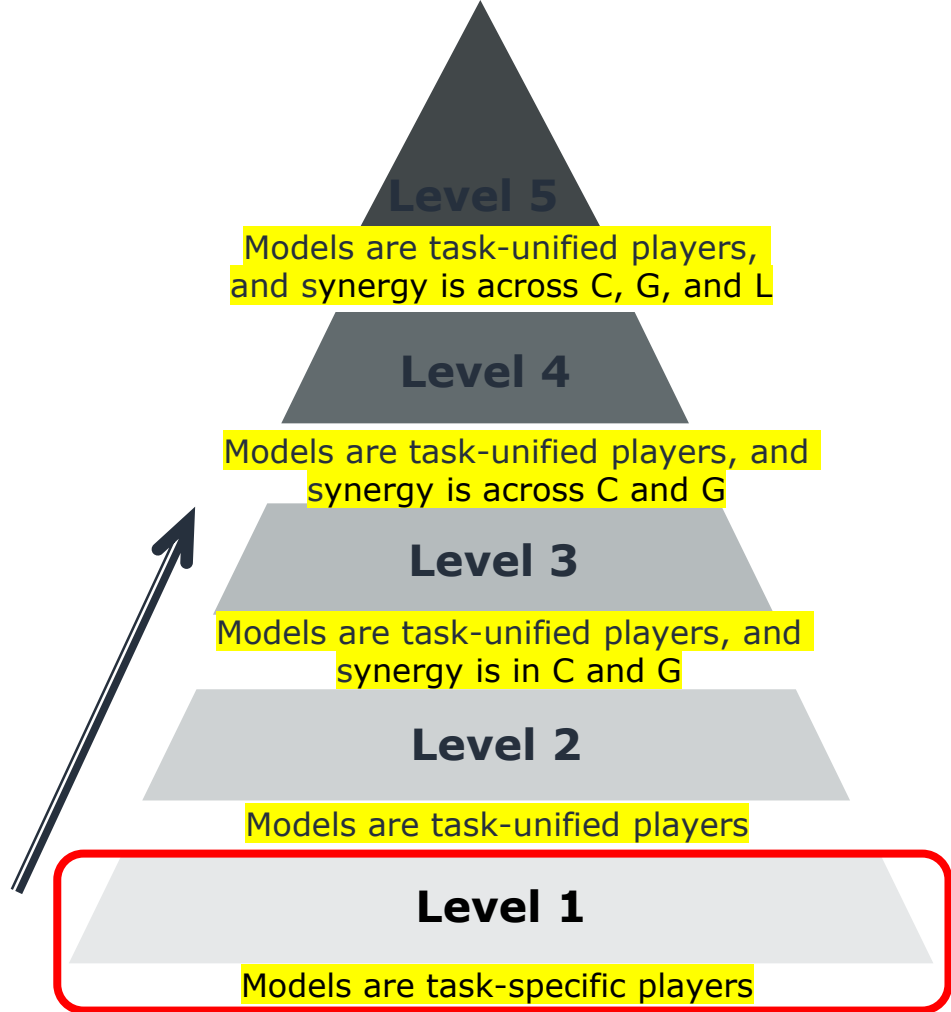 Level 5
Models are task-unified players,
and synergy is across C, G, and L
Level 4
Models are task-unified players, and
synergy is across C and G
Level 3
Models are task-unified players, and
synergy is in C and G
Level 2
Models are task-unified players
Level 1
Models are task-specific players